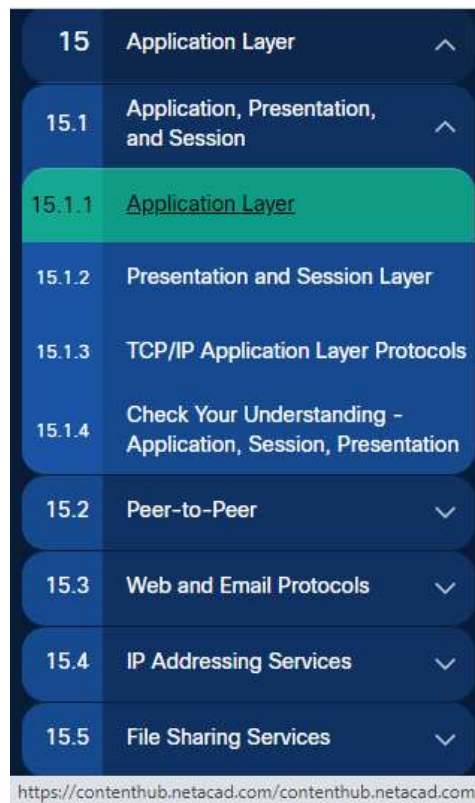 15 Application Layer
15.1 Application, Presentation,
and Session
15.1.1 Application Layer
15.1.2 Presentation and Session Layer
15.1.3 TCP/IP Application Layer Protocols
15.1.4 Check Your Understanding -
Application, Session, Presentation
15.2 Peer-to-Peer
15.3 Web and Email Protocols
15.4 IP Addressing Services
15.5 File Sharing Services
https://contenthub.netacad.com/contenthub.netacad.com